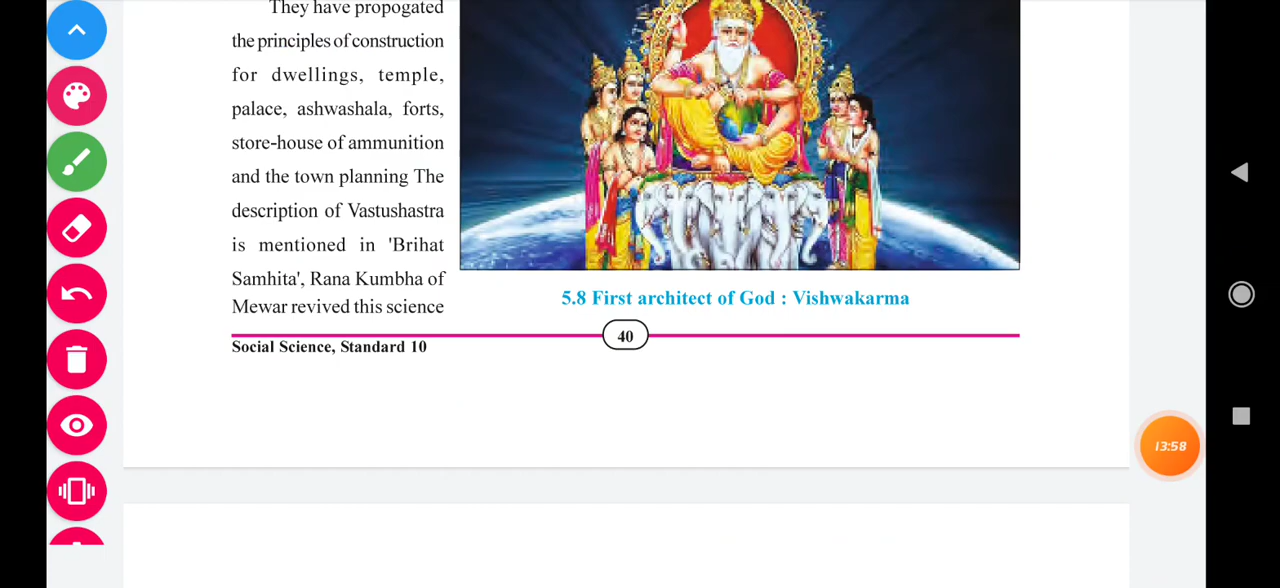 They have propogated
the principles of construction
for dwellings, temple,
palace, ashwashala, forts,
store-house of ammunition
and the town planning The
description of Vastushastra
is mentioned in 'Brihat
Samhita', Rana Kumbha of
Mewar revived this science
5.8 First architect of God : Vishwakarma
40
Social Science, Standard 10
13:58